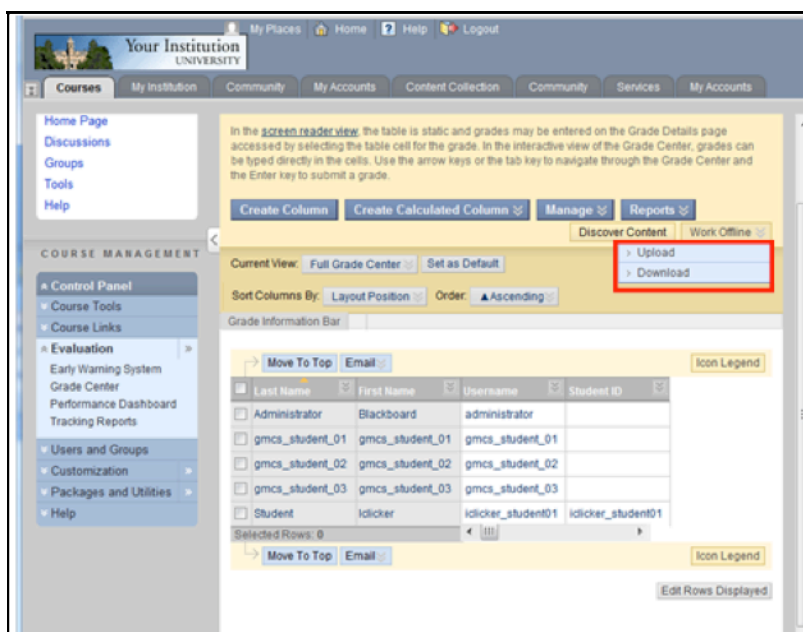 My Places Home ? Help Logout
Your Institution
UNIVERSITY
Courses My Institution Community My Accounts Content Collection Community Services My Accounts
Home Page
Discussions
Groups
Tools
Help
In the screen reader view, the table is static and grades may be entered on the Grade Details page
accessed by selecting the table cell for the grade. In the interactive view of the Grade Center, grades can
be typed directly in the cells. Use the arrow keys or the tab key to navigate through the Grade Center and
the Enter key to submit a grade.
Create Column Create Calculated Column Manage Reports
Discover Content Work Offline
> Upload
> Download
COURSE MANAGEMENT
Control Panel
Course Tools
Course Links
Evaluation
Early Warning System
Grade Center
Performance Dashboard
Tracking Reports
Users and Groups
Customization
Packages and Utilities
Help
Current View: Full Grade Center Set as Default
Sort Columns By: Layout Position Order: ▲Ascending
Grade Information Bar
Move To Top Email Icon Legend
Last Name First Name Username Student ID
Administrator Blackboard administrator
gmcs_student_01 gmcs_student_01 gmcs_student_01
gmcs_student_02 gmcs_student_02 gmcs_student_02
gmcs_student_03 gmcs_student_03 gmcs_student_03
Student Iclicker iclicker_student01 iclicker_student01
Selected Rows: 0
Move To Top Email Icon Legend
Edit Rows Displayed